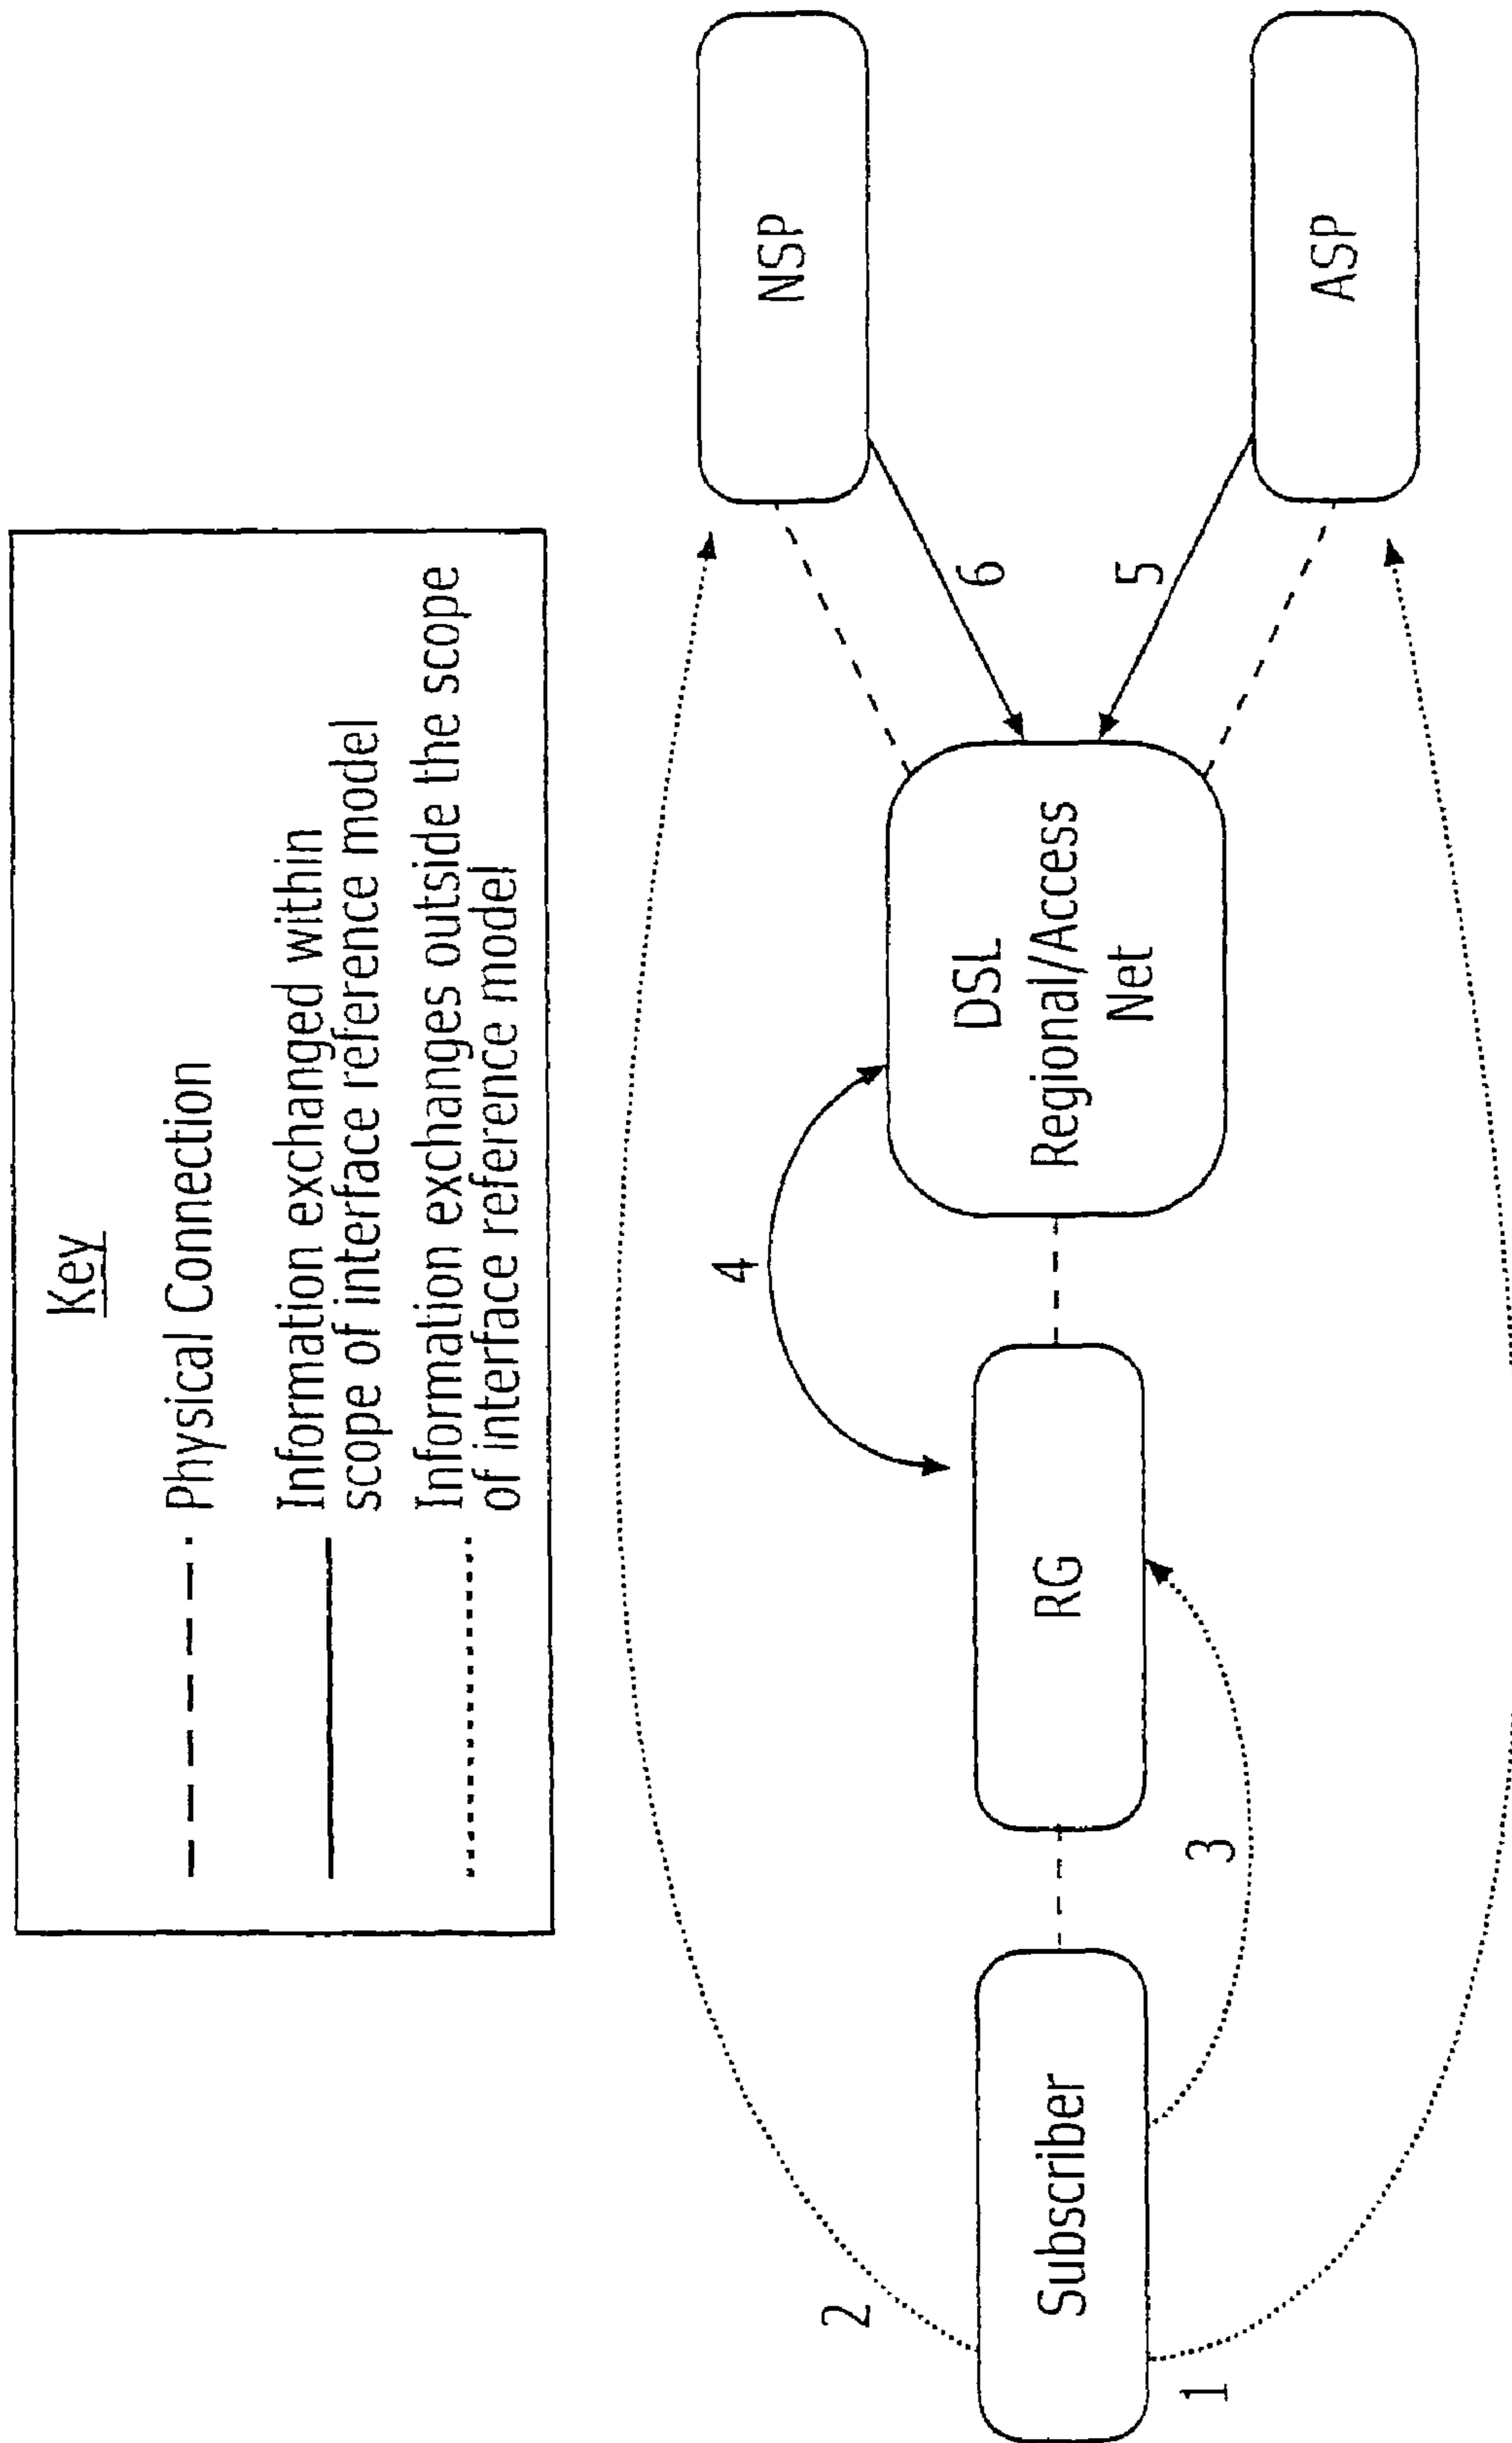 Key
Physical Connection
Information exchanged within
scope of interface reference model
Information exchanges outside the scope
of interface reference model
2
4
NSP
6
Subscriber
RG
DSL
Regional/Access
Net
5
3
1
ASP